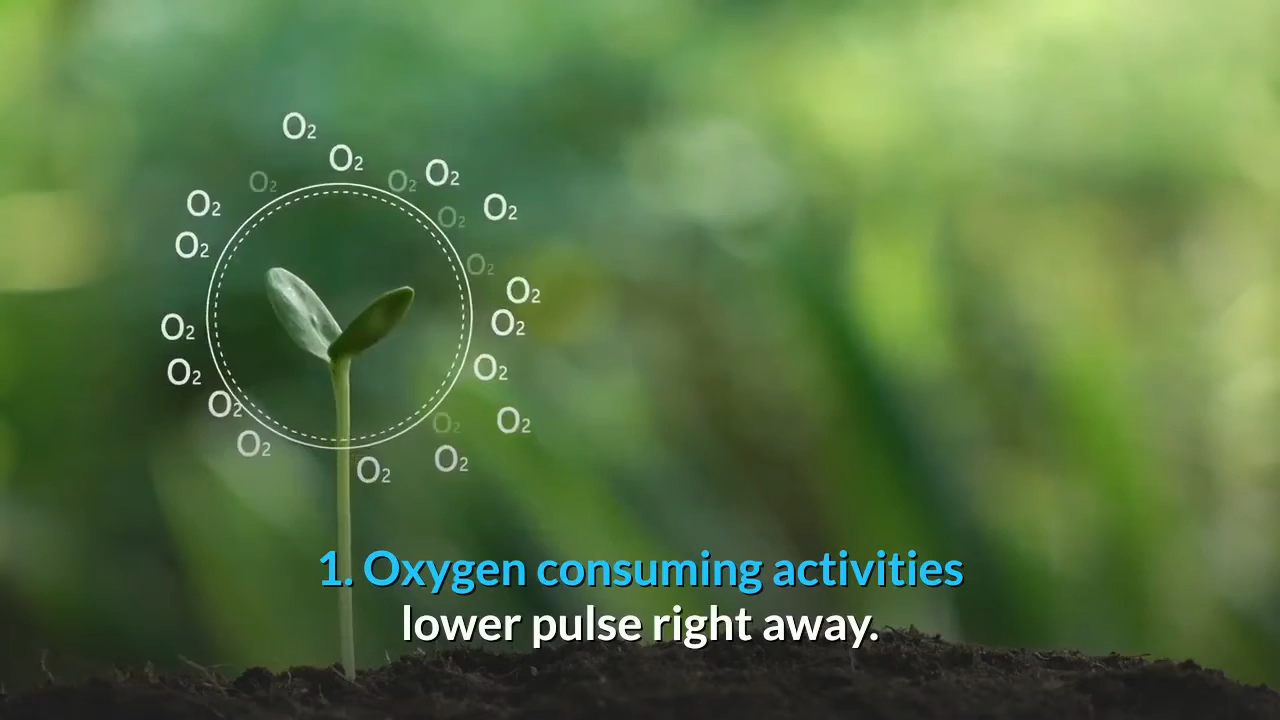 O₂
O₂
O₂ O₂ O₂
O₂ O₂ O₂
O₂ O₂
O₂
O₂ O₂
O₂ O₂
O₂ O₂ O₂
O₂ O₂
O₂
1. Oxygen consuming activities
lower pulse right away.